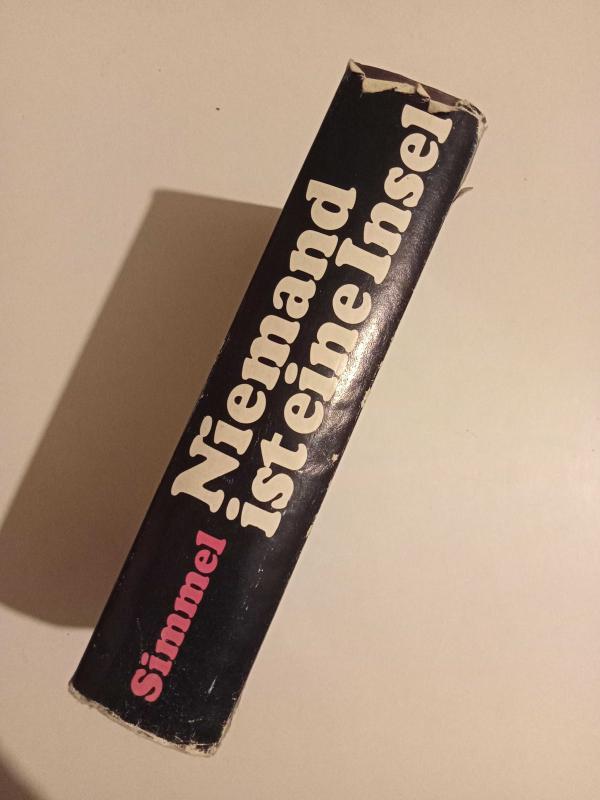 Simmel
Niemand
ist eine Insel